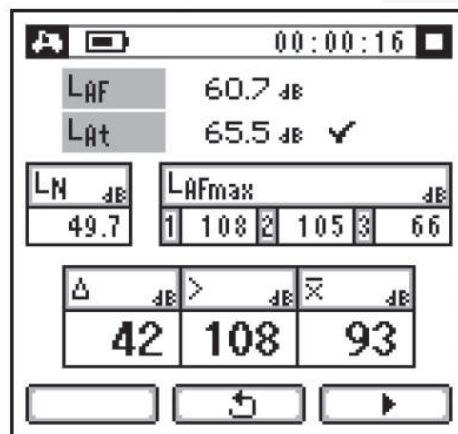 00:00:16
LAF 60.7 dB
LAt 65.5 dB ✔
LN dB LAFmax dB
49.7 1 108 2 105 3 66
Δ dB > dB x̅ dB
42 108 93